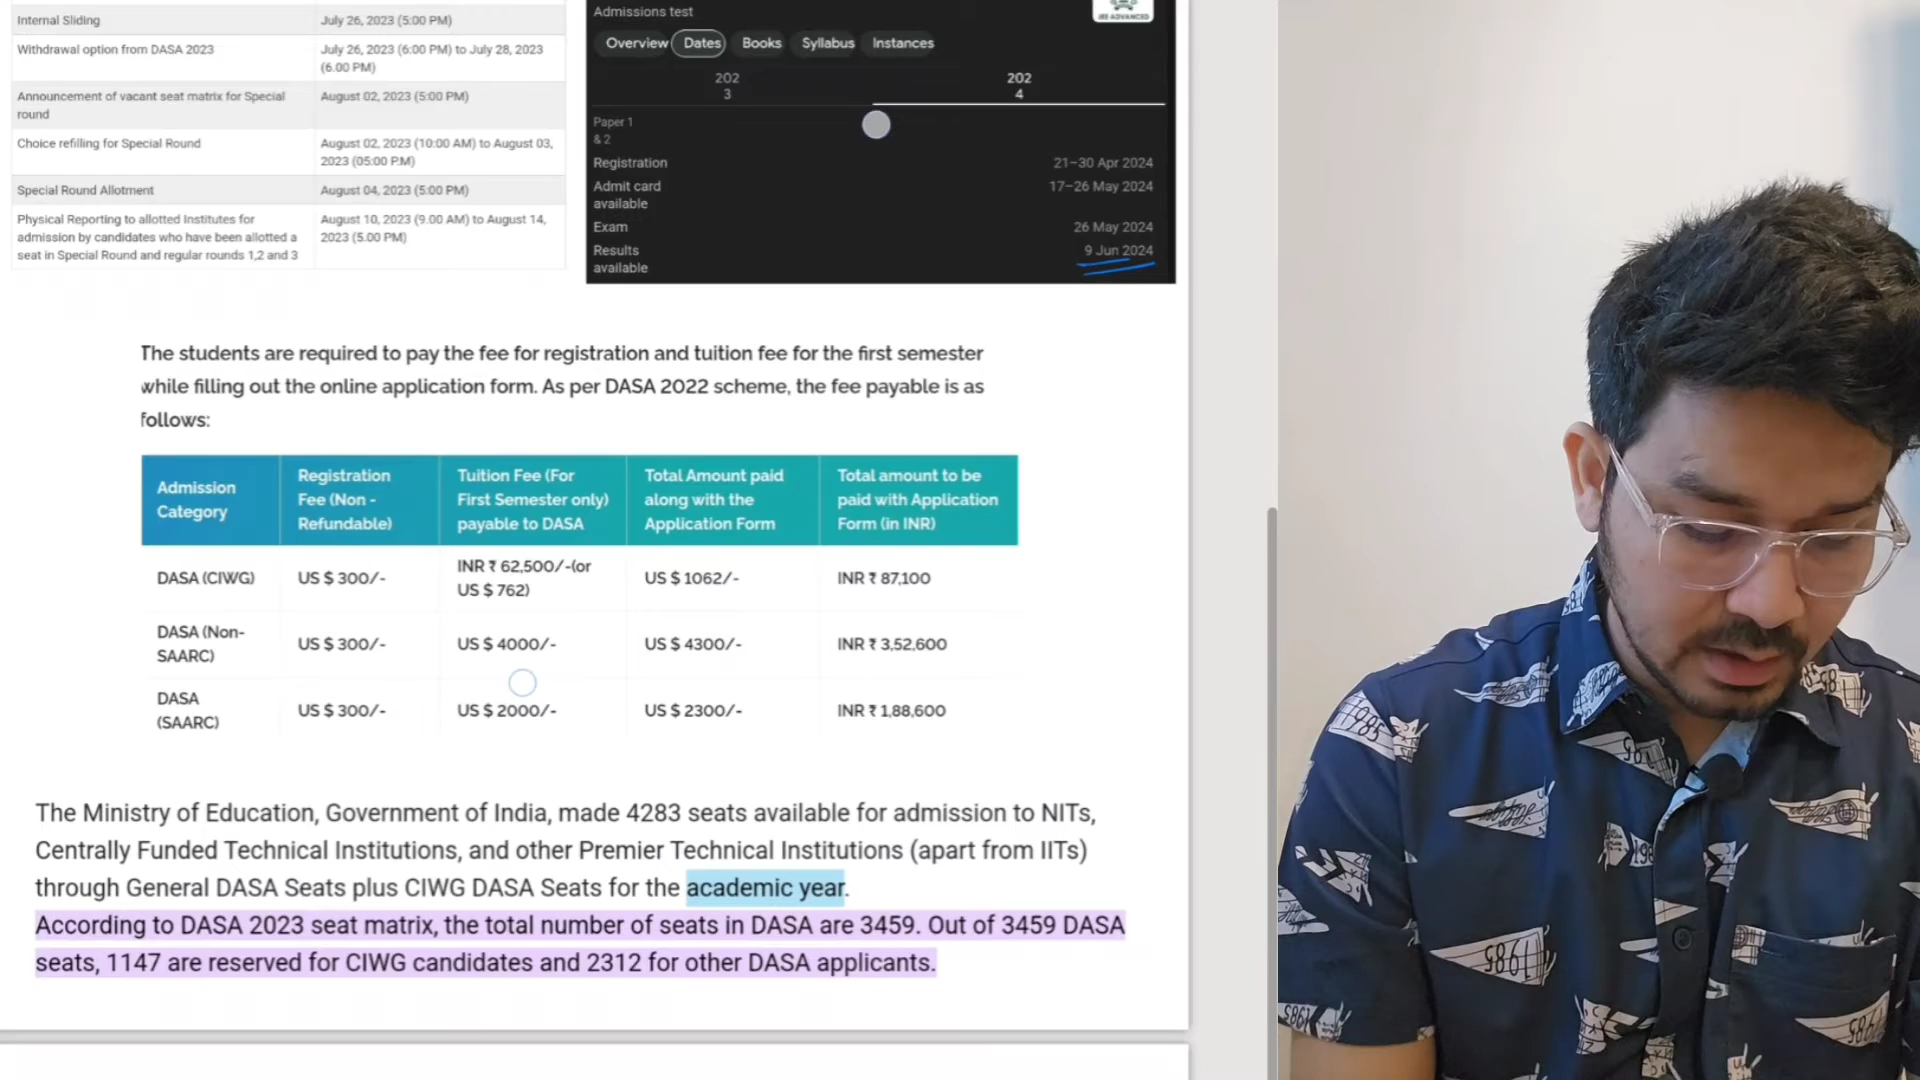 Internal Sliding
July 26, 2023 (5:00 PM)
Withdrawal option from DASA 2023
July 26, 2023 (6:00 PM) to July 28, 2023
(6.00 PM)
Announcement of vacant seat matrix for Special
round
August 02, 2023 (5:00 PM)
Choice refilling for Special Round
August 02, 2023 (10:00 AM) to August 03,
2023 (05:00 P.M)
Special Round Allotment
August 04, 2023 (5:00 PM)
Physical Reporting to allotted Institutes for
admission by candidates who have been allotted a
seat in Special Round and regular rounds 1,2 and 3
August 10, 2023 (9.00 AM) to August 14,
2023 (5.00 PM)
Admissions test
JEE ADVANCED
Overview Dates Books Syllabus Instances
202
3
202
4
Paper 1
& 2
Registration
21–30 Apr 2024
Admit card
available
17–26 May 2024
Exam
26 May 2024
Results
available
9 Jun 2024
The students are required to pay the fee for registration and tuition fee for the first semester
while filling out the online application form. As per DASA 2022 scheme, the fee payable is as
follows:
Admission
Category
Registration
Fee (Non -
Refundable)
Tuition Fee (For
First Semester only)
payable to DASA
Total Amount paid
along with the
Application Form
Total amount to be
paid with Application
Form (in INR)
DASA (CIWG)
US $ 300/-
INR ₹ 62,500/-(or
US $ 762)
US $ 1062/-
INR ₹ 87,100
DASA (Non-
SAARC)
US $ 300/-
US $ 4000/-
US $ 4300/-
INR ₹ 3,52,600
DASA
(SAARC)
US $ 300/-
US $ 2000/-
US $ 2300/-
INR ₹ 1,88,600
The Ministry of Education, Government of India, made 4283 seats available for admission to NITs,
Centrally Funded Technical Institutions, and other Premier Technical Institutions (apart from IITs)
through General DASA Seats plus CIWG DASA Seats for the academic year.
According to DASA 2023 seat matrix, the total number of seats in DASA are 3459. Out of 3459 DASA
seats, 1147 are reserved for CIWG candidates and 2312 for other DASA applicants.
1985
1985